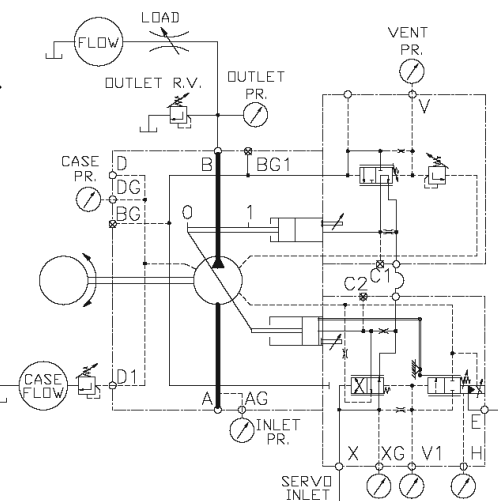 LOAD
FLOW
VENT
PR.
OUTLET R.V.
OUTLET
PR.
V
CASE
PR.
D
B
BG1
DG
BG
0
1
C1
C2
CASE
FLOW
D1
A
AG
E
INLET
PR.
X
XG
V1
H
SERVO
INLET